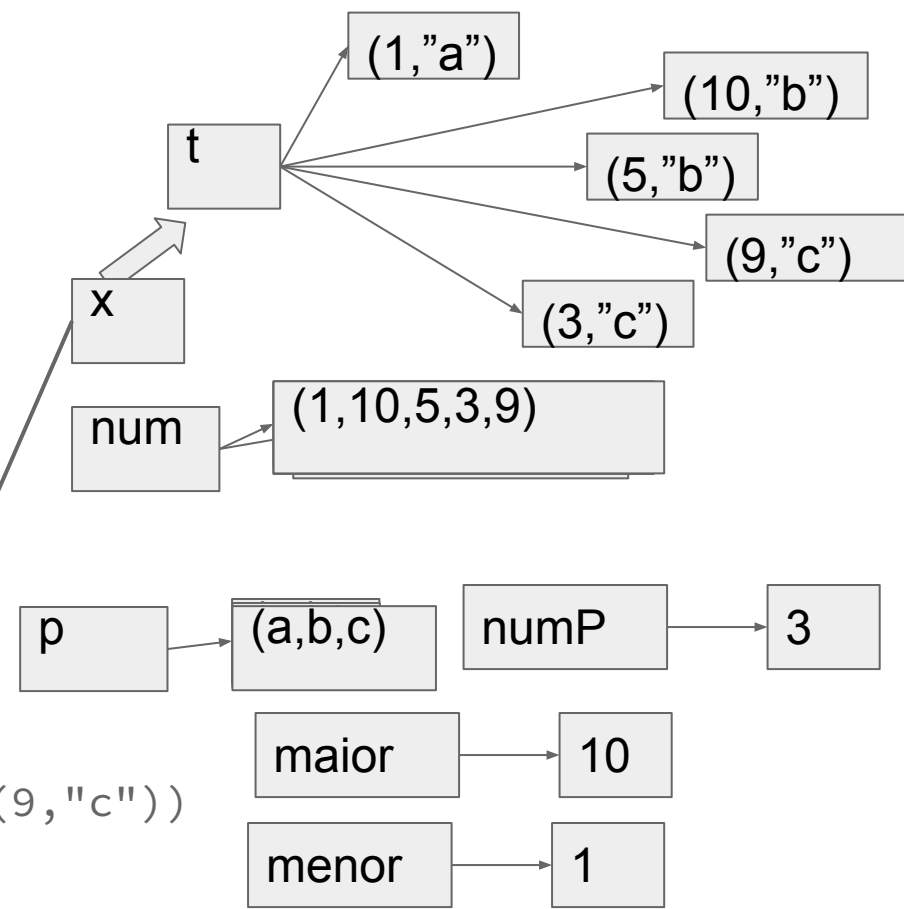 (1,”a”)
(10,”b”)
t
(5,”b”)
(9,”c”)
x
(3,”c”)
num
(1,10,5,3,9)
p
(a,b,c)
numP
3
maior
10
(9,"c"))
menor
1